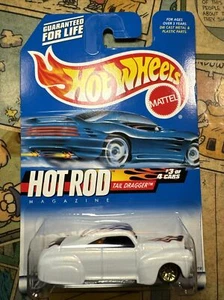 GUARANTEED
FOR LIFE
FOR AGES
OVER 3 YEARS
DIE CAST METAL &
PLASTIC PARTS
Hot Wheels
MATTEL
HOT ROD
MAGAZINE
TAIL DRAGGER™
#3 OF
4 CARS